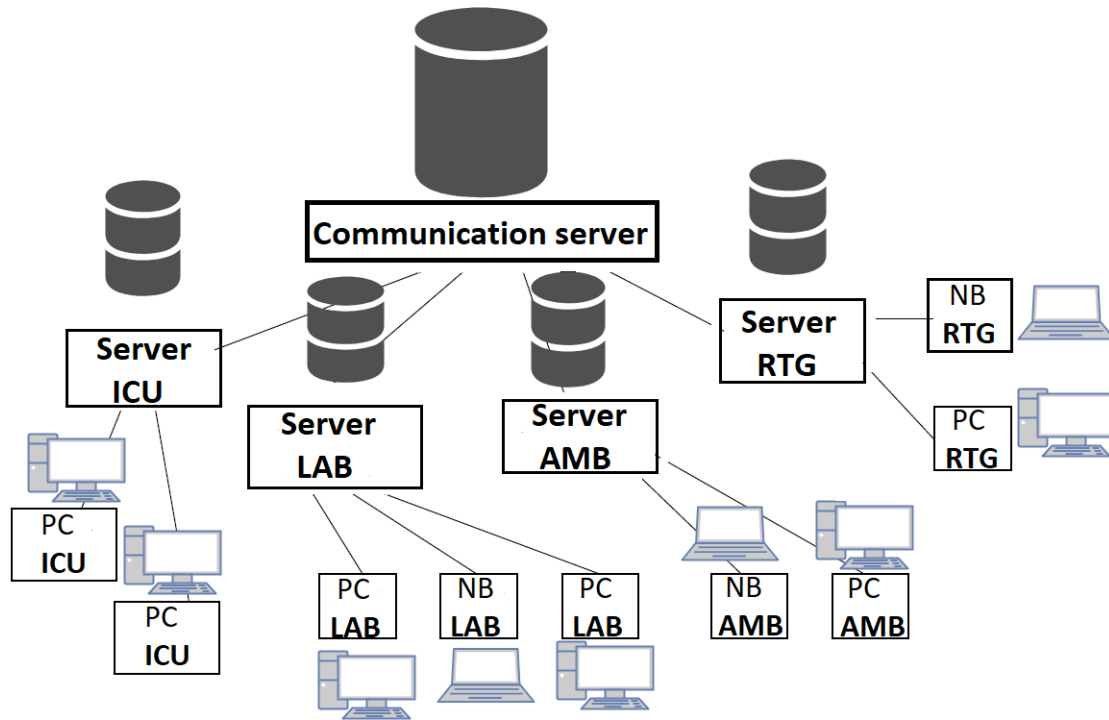 Communication server
Server
ICU
Server
LAB
Server
AMB
Server
RTG
NB
RTG
PC
RTG
PC
ICU
PC
ICU
PC
LAB
NB
LAB
PC
LAB
NB
AMB
PC
AMB